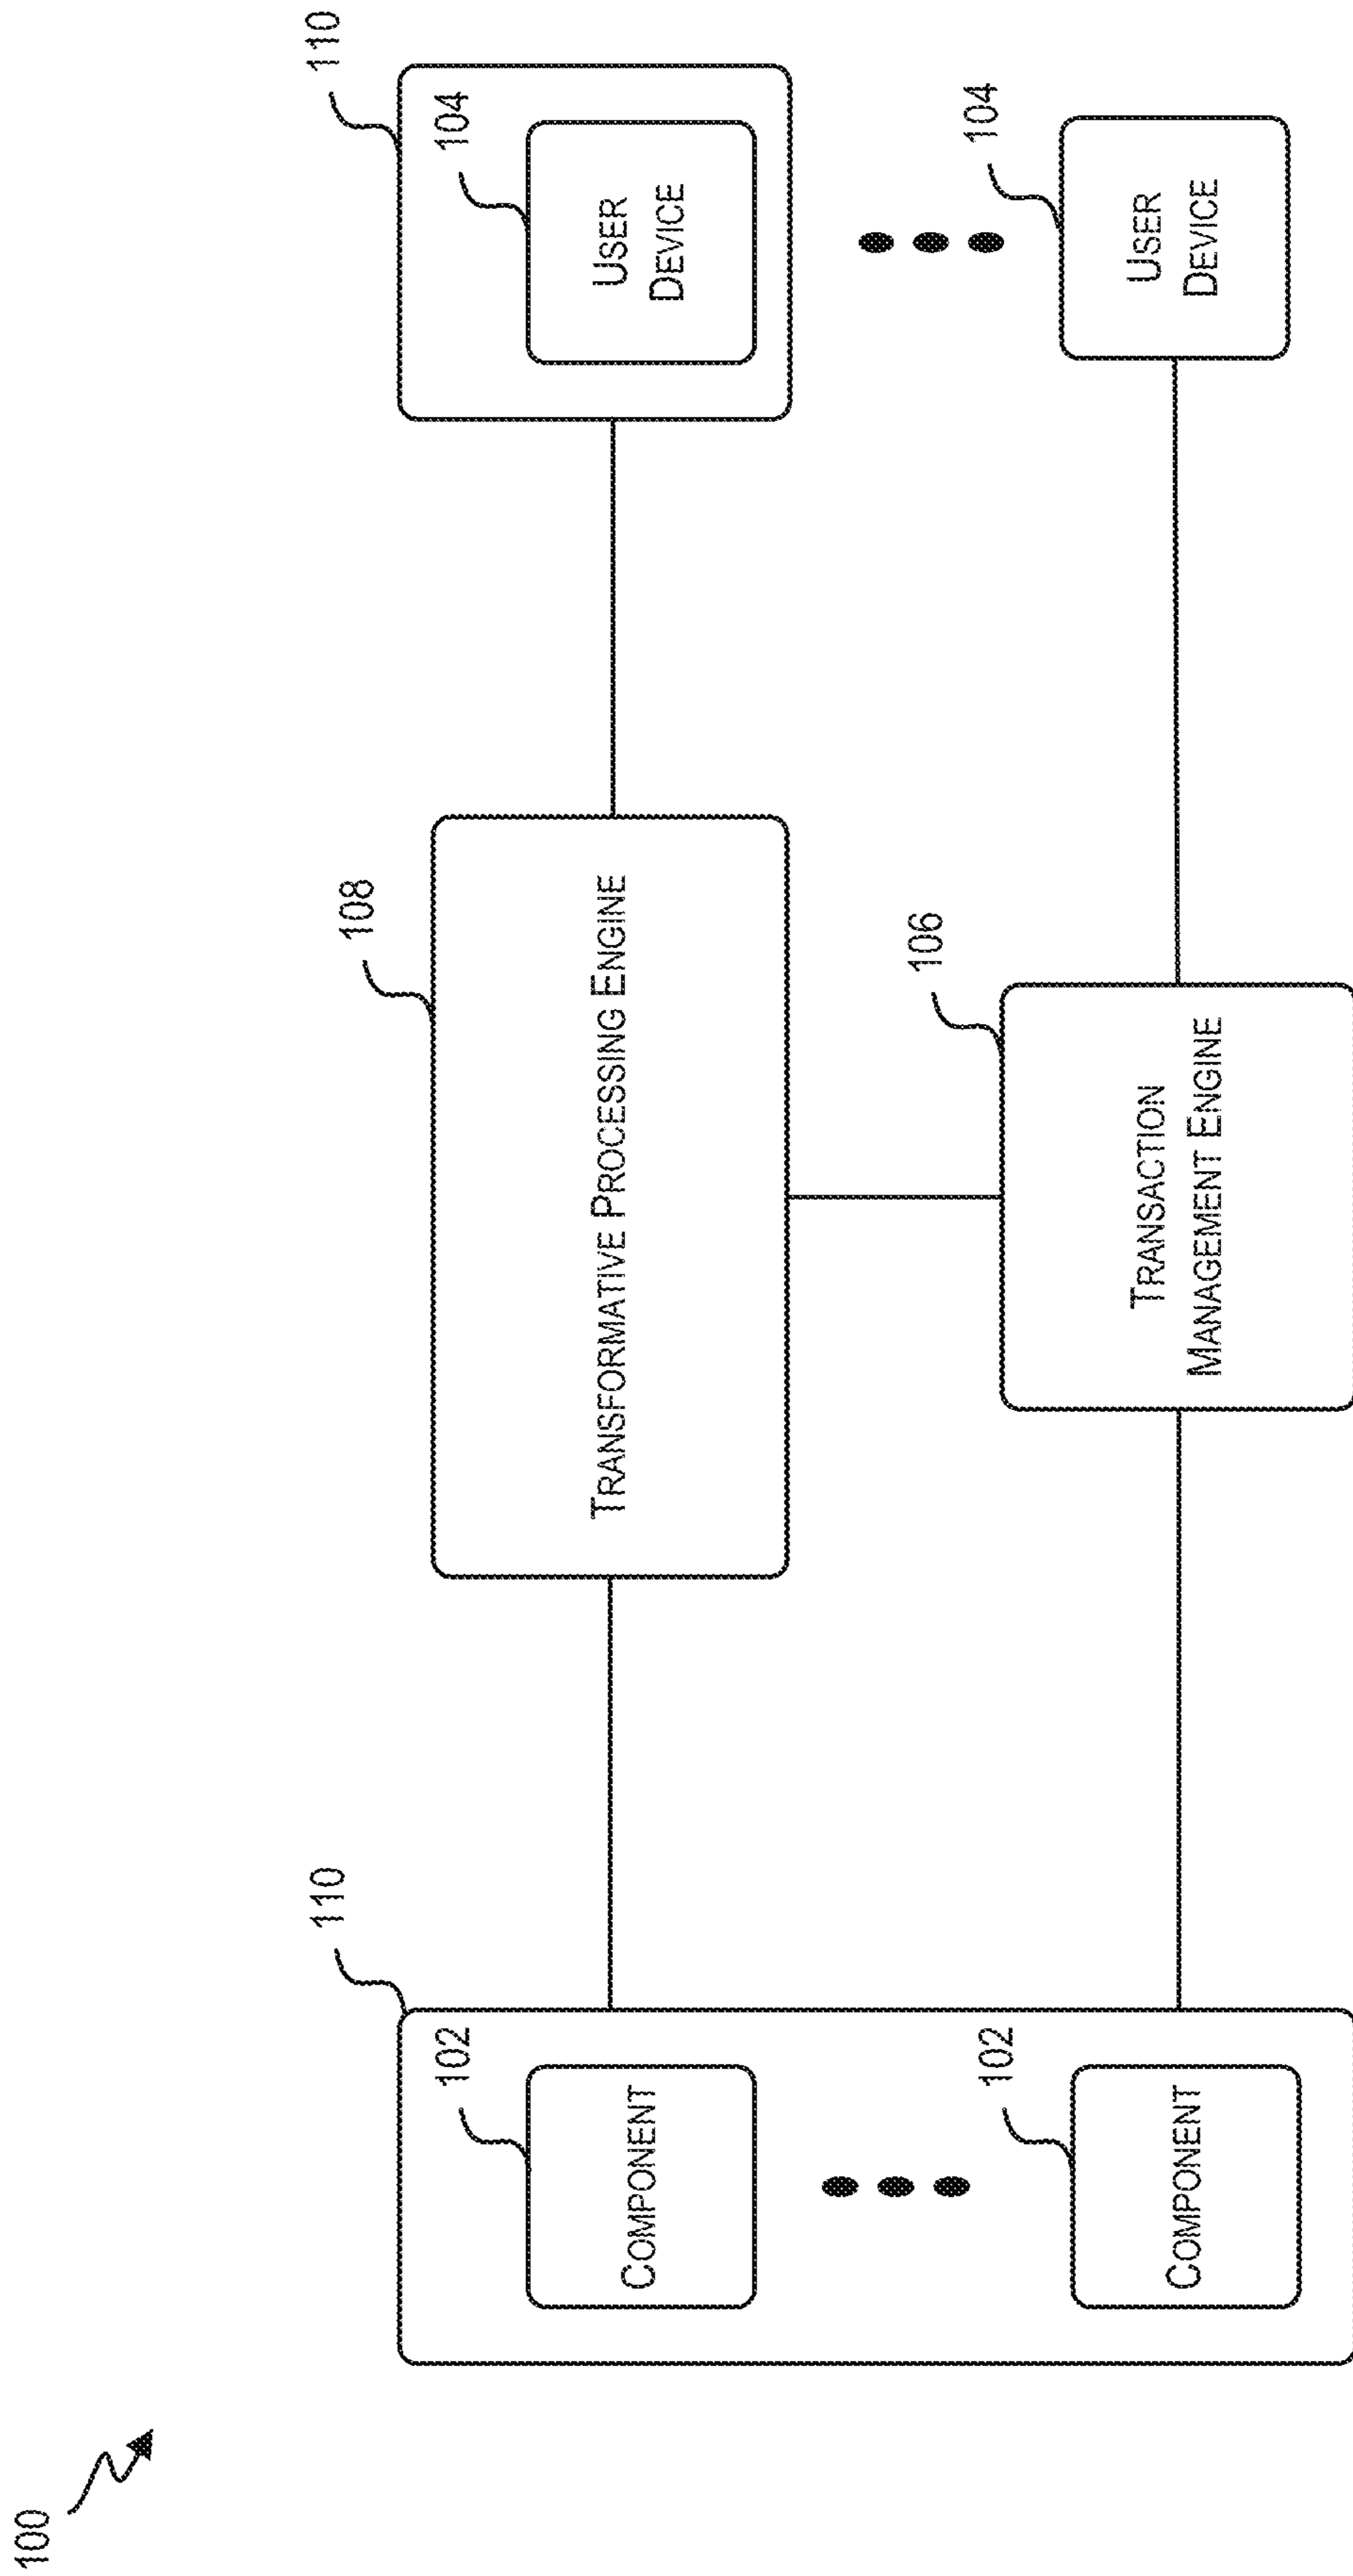 100
110
102
COMPONENT
102
COMPONENT
108
TRANSFORMATIVE PROCESSING ENGINE
106
TRANSACTION
MANAGEMENT ENGINE
110
104
USER
DEVICE
104
USER
DEVICE